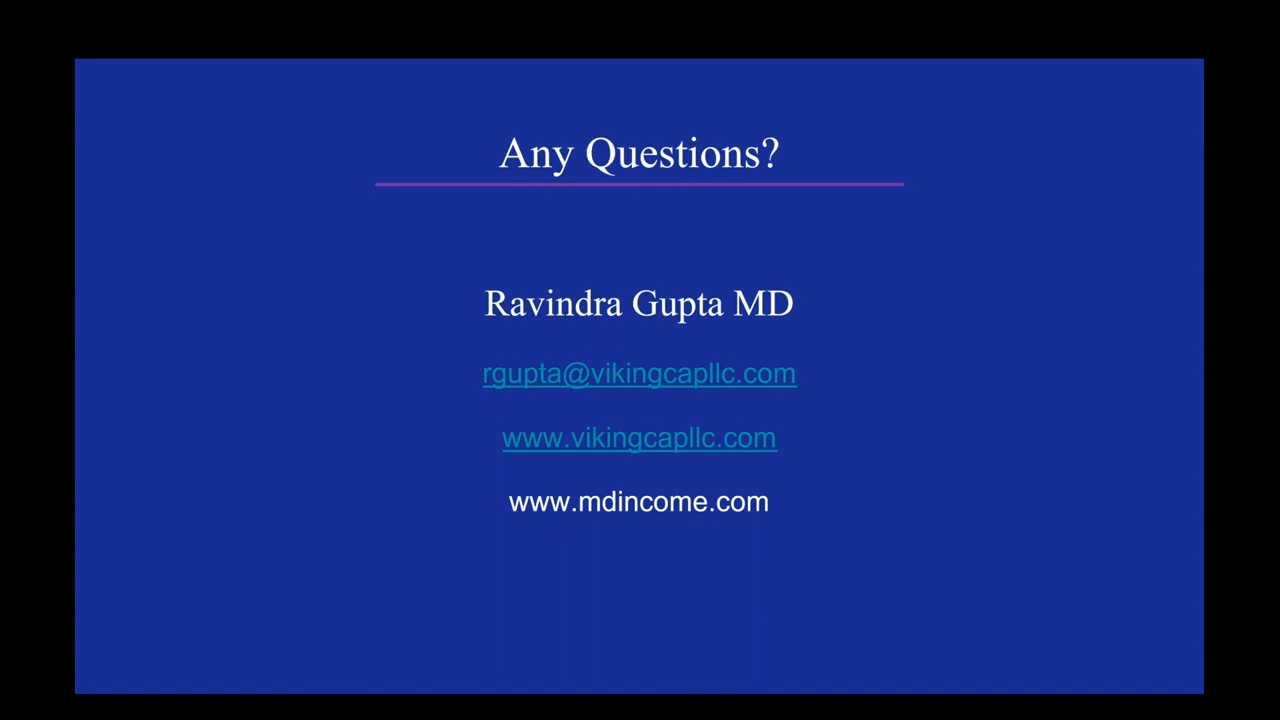 Any Questions?
Ravindra Gupta MD
rgupta@vikingcapllc.com
www.vikingcapllc.com
www.mdincome.com